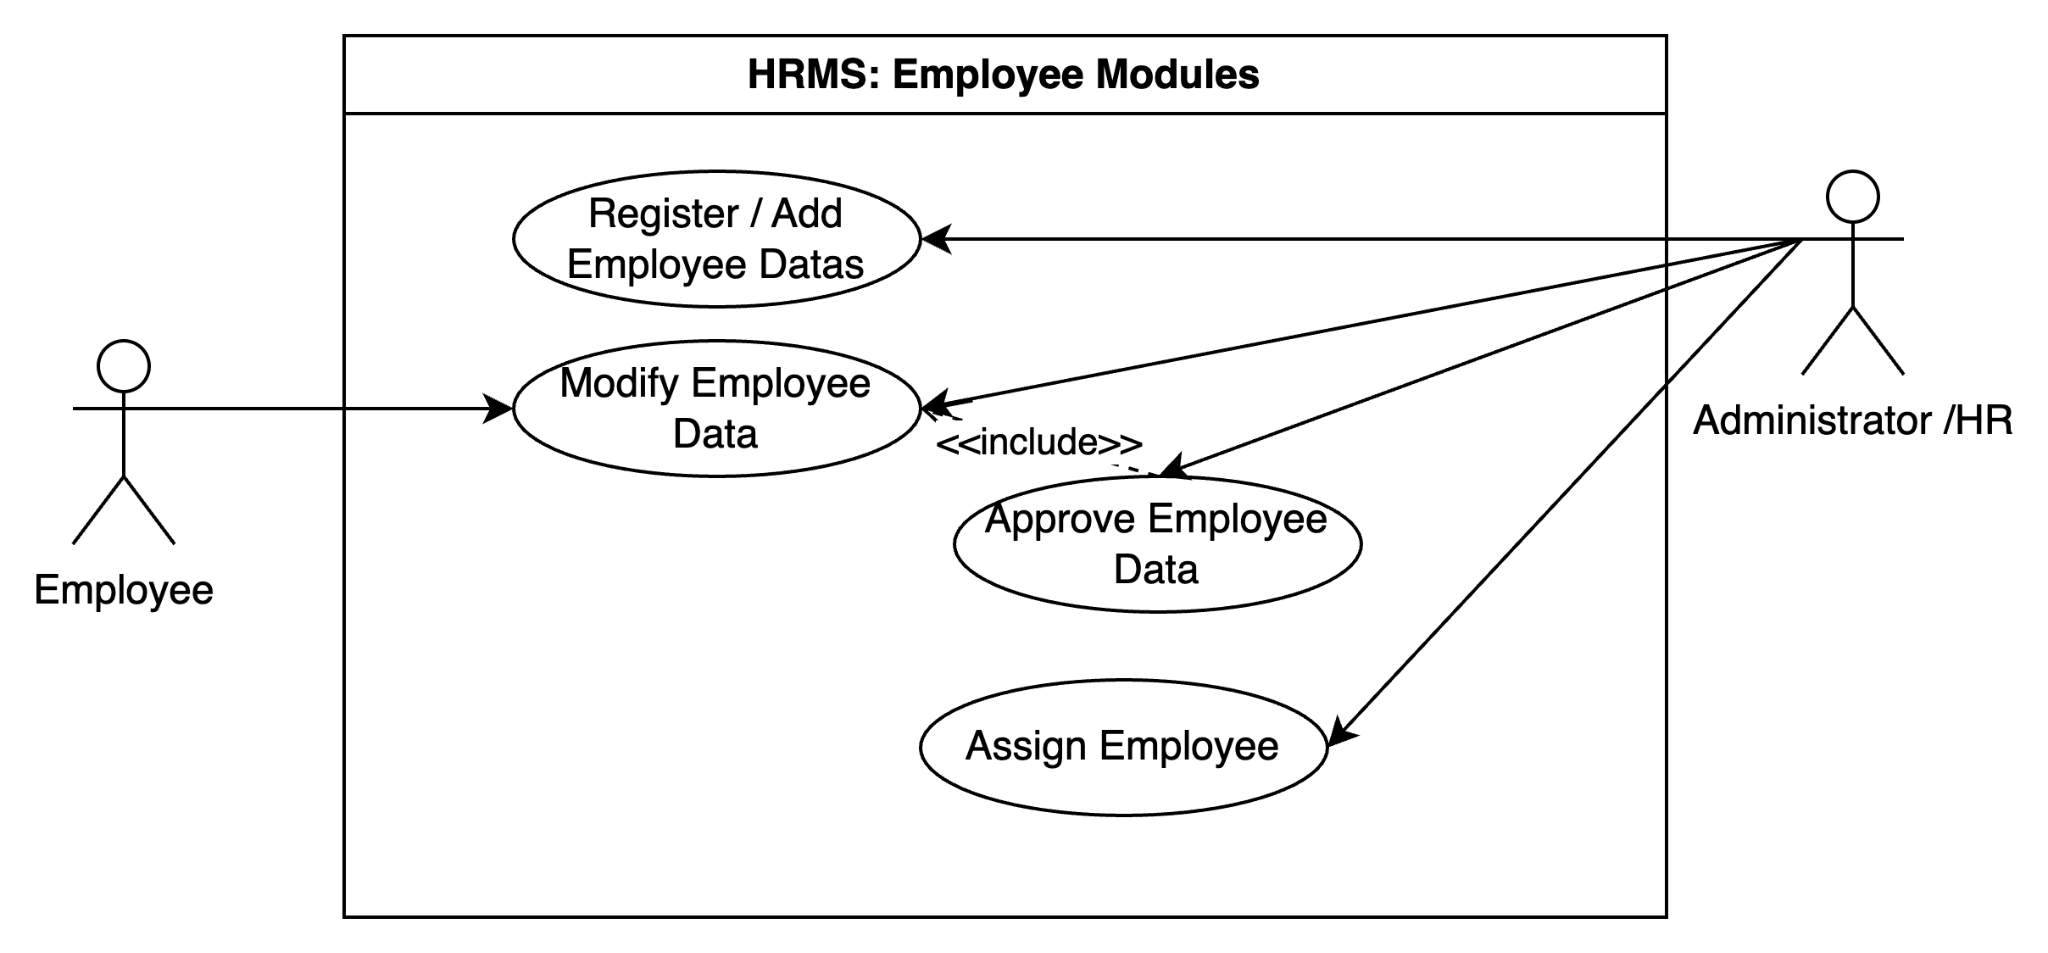 HRMS: Employee Modules
Register / Add
Employee Datas
Modify Employee
Data
<<include>>
Approve Employee
Data
Assign Employee
Employee
Administrator /HR